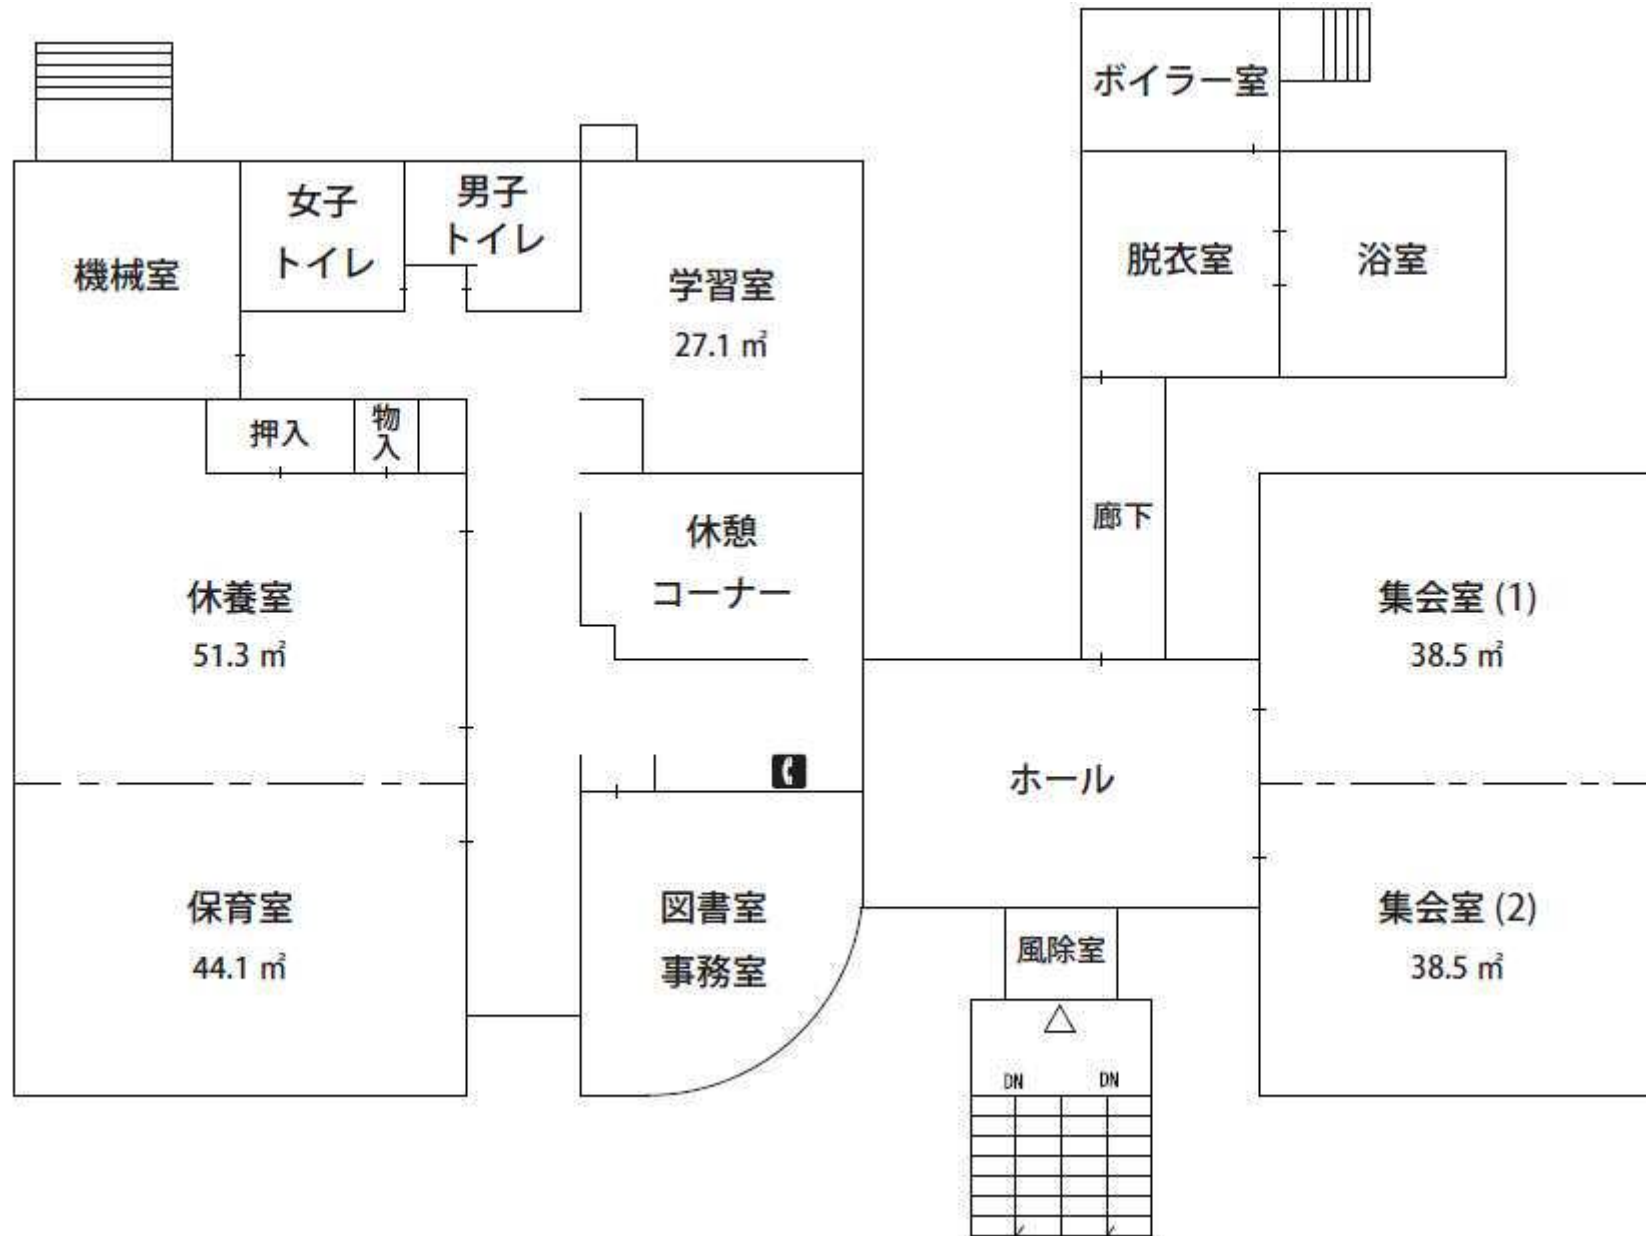 ボイラー室
女子
トイレ
男子
トイレ
機械室
学習室
27.1 ㎡
脱衣室
浴室
押入
物
入
休憩
コーナー
廊下
休養室
51.3 ㎡
集会室 (1)
38.5 ㎡
ホール
保育室
44.1 ㎡
図書室
事務室
風除室
集会室 (2)
38.5 ㎡
DN
DN